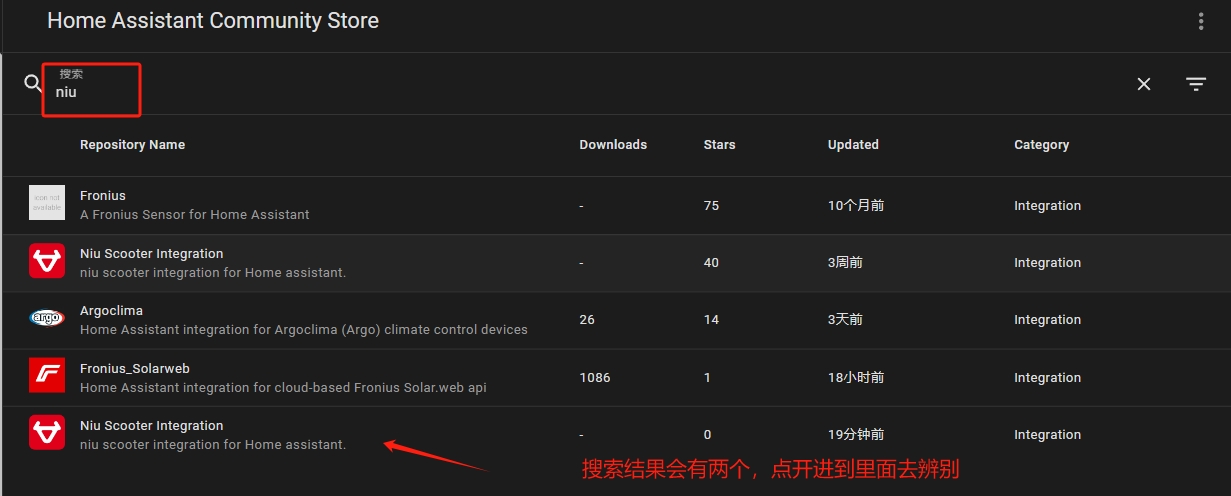 Home Assistant Community Store
搜索
niu
Repository Name Downloads Stars Updated Category
icon not
available
Fronius
A Fronius Sensor for Home Assistant
- 75 10个月前 Integration
Niu Scooter Integration
niu scooter integration for Home assistant.
- 40 3周前 Integration
argo
Argoclima
Home Assistant integration for Argoclima (Argo) climate control devices
26 14 3天前 Integration
Fronius_Solarweb
Home Assistant integration for cloud-based Fronius Solar.web api
1086 1 18小时前 Integration
Niu Scooter Integration
niu scooter integration for Home assistant.
- 0 19分钟前 Integration
搜索结果会有两个，点开进到里面去辨别